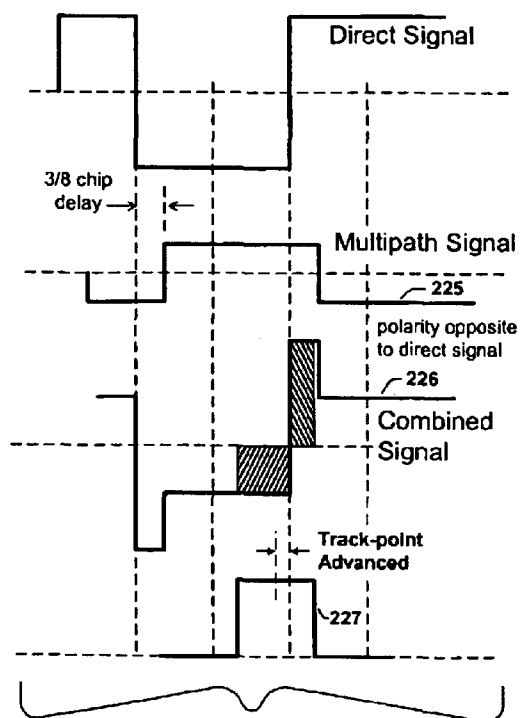 Direct Signal
3/8 chip
delay
Multipath Signal
225
polarity opposite
to direct signal
226
Combined
Signal
Track-point
Advanced
227